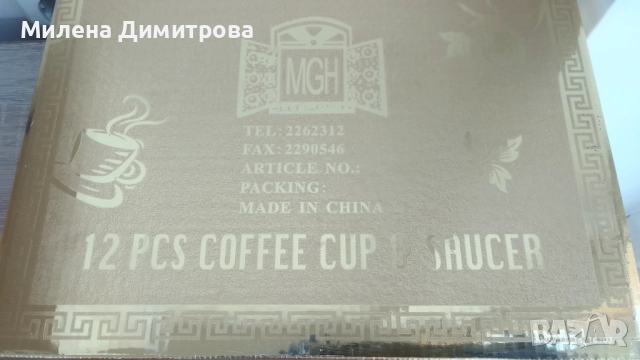 Милена Димитрова
MGH
TEL: 2262312
FAX: 2290546
ARTICLE NO.:
PACKING:
MADE IN CHINA
12 PCS COFFEE CUP & SAUCER